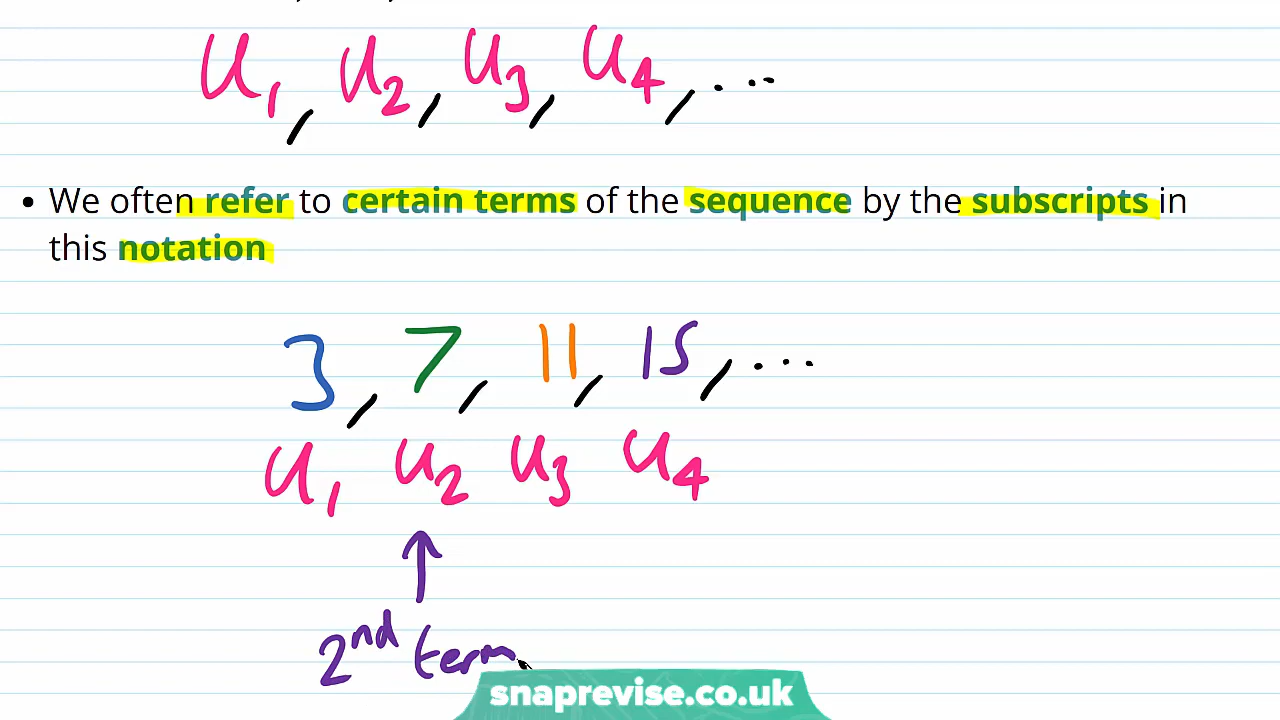 U₁, U₂, U₃, U₄, ...
• We often refer to certain terms of the sequence by the subscripts in
this notation
3, 7, 11, 15, ...
U₁ U₂ U₃ U₄
2ⁿᵈ term
snaprevise.co.uk